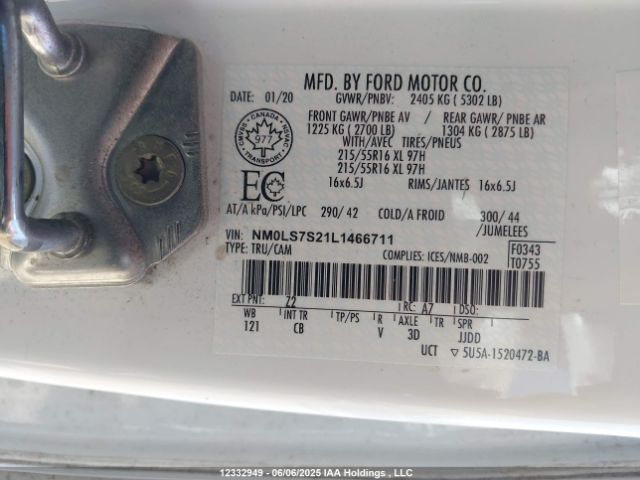 MFD. BY FORD MOTOR CO.
DATE: 01/20 GVWR/PNBV: 2405 KG ( 5302 LB)
FRONT GAWR/PNBE AV / REAR GAWR/ PNBE AR
1225 KG ( 2700 LB) 1304 KG ( 2875 LB)
WITH/AVEC TIRES/PNEUS
215/55R16 XL 97H
215/55R16 XL 97H
16x6.5J RIMS/JANTES 16x6.5J
CANADA
977
TRANSPORT
EC
AT/A kPa/PSI/LPC 290/ 42 COLD/A FROID 300/ 44
/JUMELEES
VIN: NM0LS7S21L1466711
TYPE: TRU/CAM COMPLIES: ICES/NMB-002
F0343
T0755
EXT PNT: Z2 RC: A7 DSO:
WB INT TR TP/PS R AXLE TR SPR
121 CB V 3D JJDD
UCT ▽ 5U5A-1520472-BA
12332949 - 06/06/2025 IAA Holdings , LLC